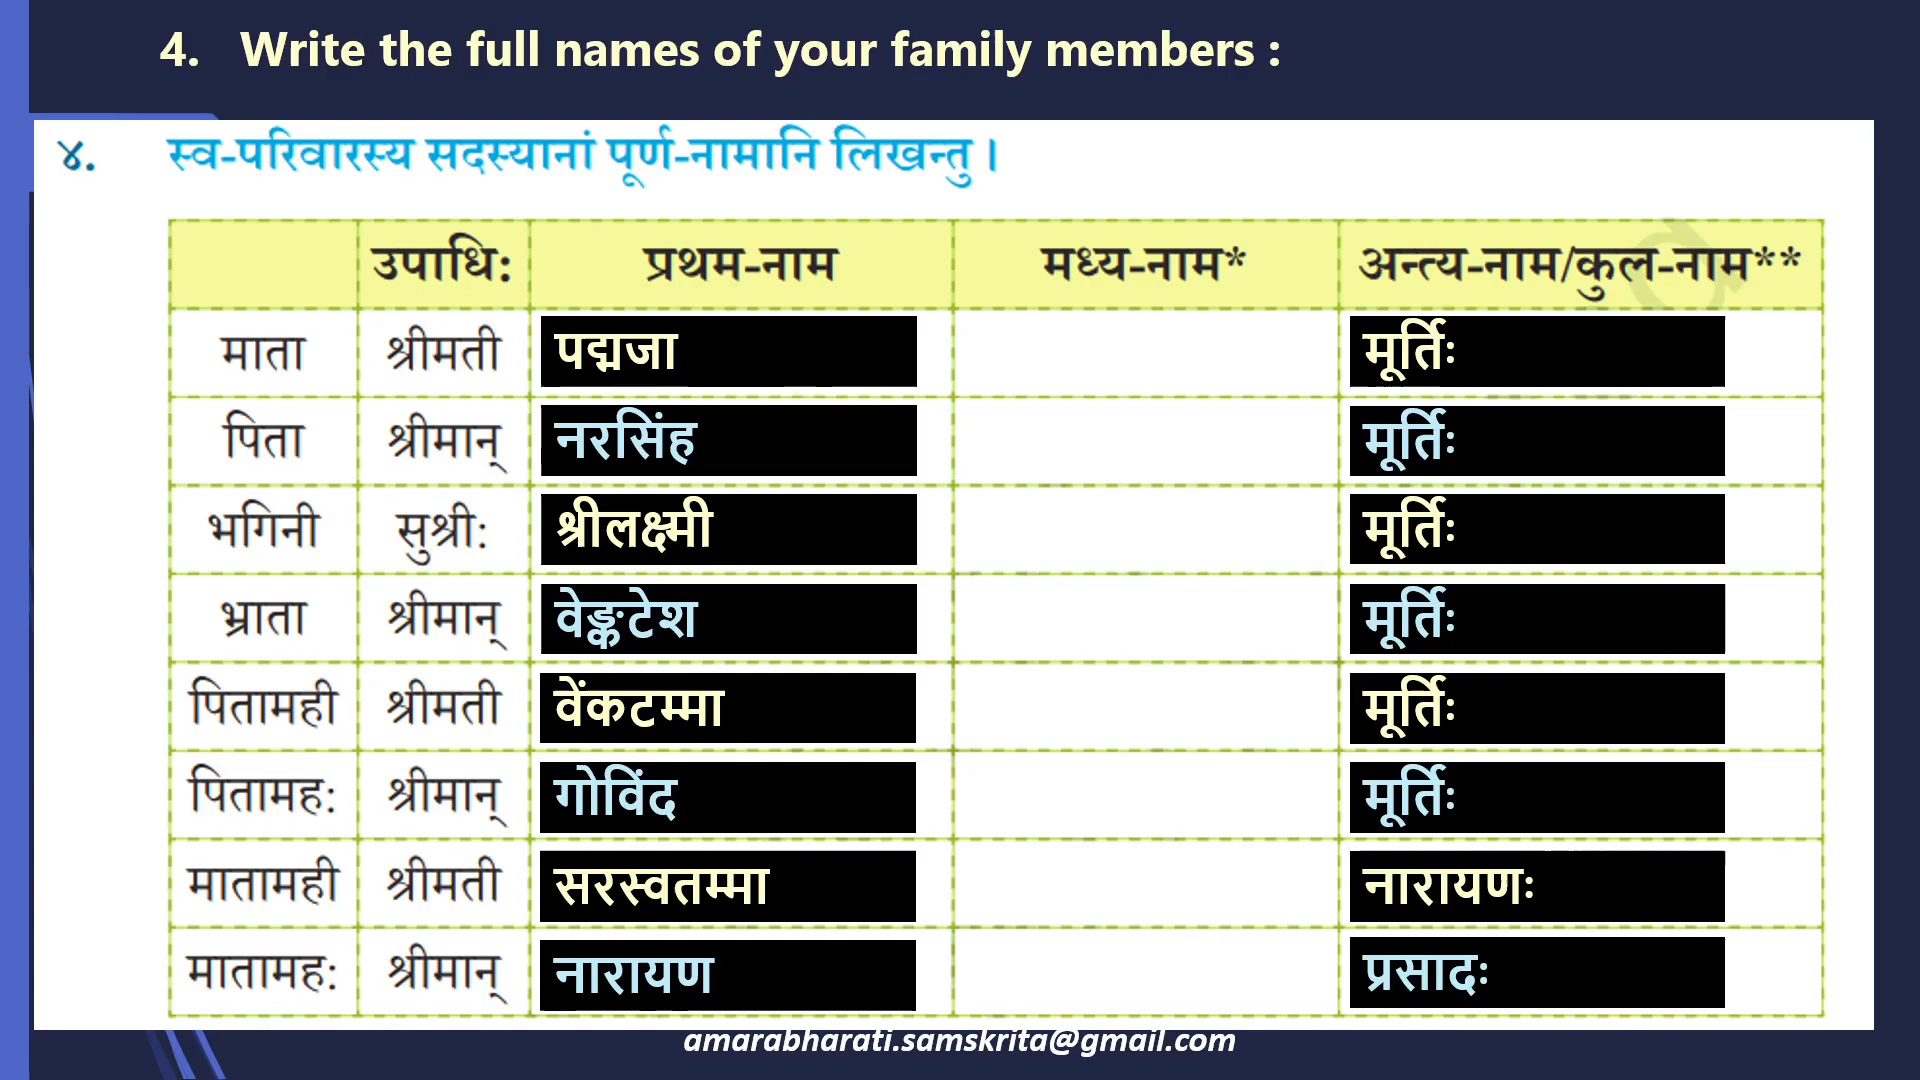 4. Write the full names of your family members :
४. स्व-परिवारस्य सदस्यानां पूर्ण-नामानि लिखन्तु ।
उपाधिः प्रथम-नाम मध्य-नाम* अन्त्य-नाम/कुल-नाम**
माता श्रीमती पद्मजा मूर्तिः
पिता श्रीमान् नरसिंह मूर्तिः
भगिनी सुश्रीः श्रीलक्ष्मी मूर्तिः
भ्राता श्रीमान् वेङ्कटेश मूर्तिः
पितामही श्रीमती वेंकटम्मा मूर्तिः
पितामहः श्रीमान् गोविंद मूर्तिः
मातामही श्रीमती सरस्वतम्मा नारायणः
मातामहः श्रीमान् नारायण प्रसादः
amarabharati.samskrita@gmail.com